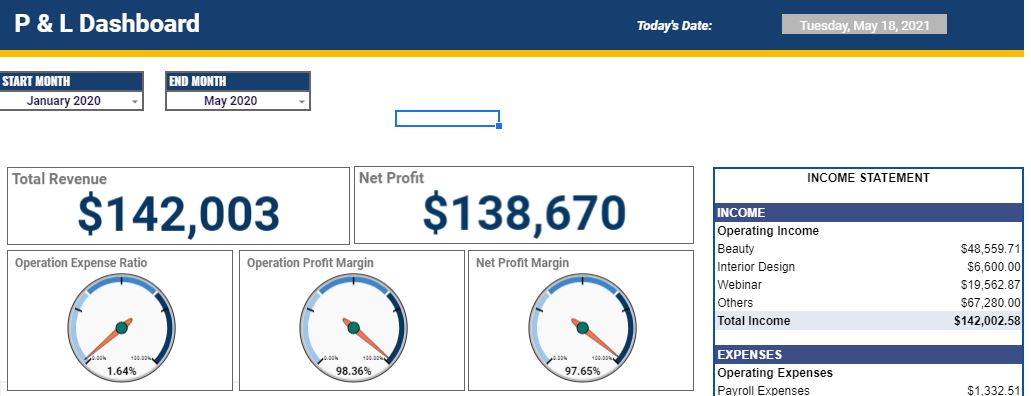 P & L Dashboard
Today's Date:
Tuesday, May 18, 2021
START MONTH
END MONTH
January 2020
May 2020
Total Revenue
$142,003
Net Profit
$138,670
Operation Expense Ratio
0.00%
100.00%
1.64%
Operation Profit Margin
0.00%
100.00%
98.36%
Net Profit Margin
0.00%
100.00%
97.65%
INCOME STATEMENT
INCOME
Operating Income
Beauty $48,559.71
Interior Design $6,600.00
Webinar $19,562.87
Others $67,280.00
Total Income $142,002.58
EXPENSES
Operating Expenses
Payroll Expenses $1,332.51